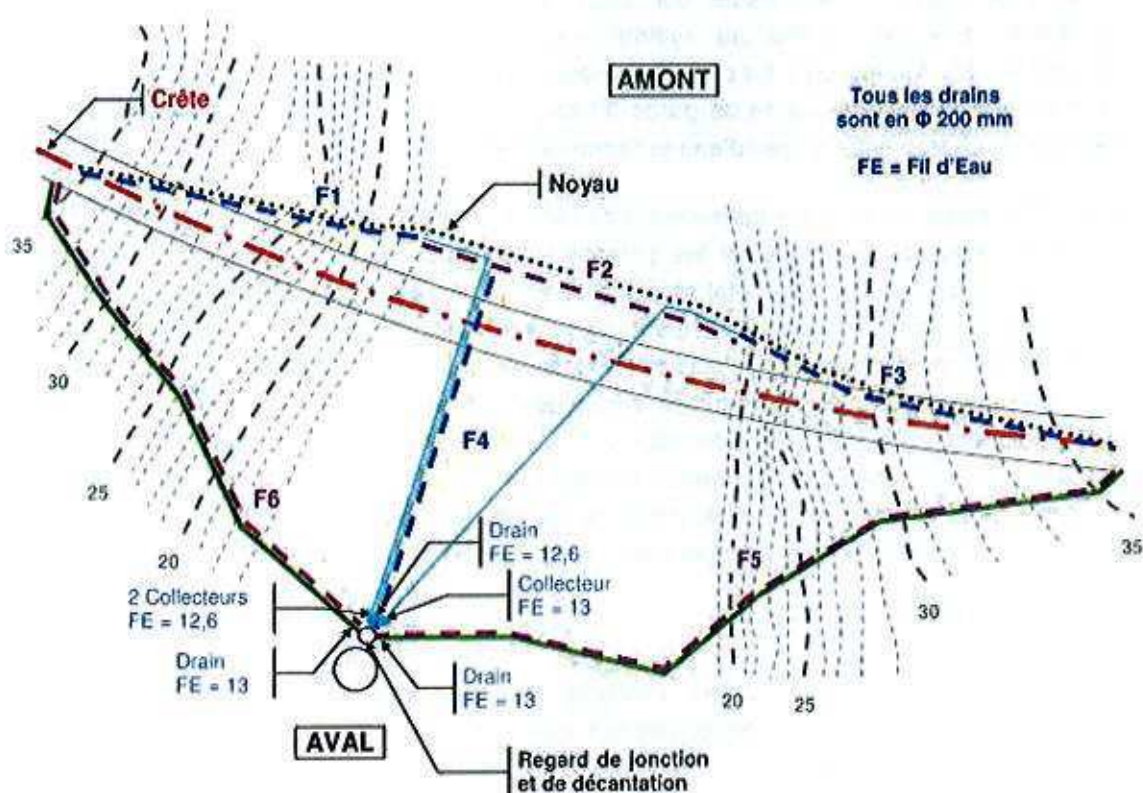 AMONT
Crête
Tous les drains
sont en Φ 200 mm
FE = Fil d'Eau
F1
Noyau
35
F2
F3
30
F4
25
F6
Drain
FE = 12,6
F5
35
20
2 Collecteurs
FE = 12,6
Collecteur
FE = 13
30
Drain
FE = 13
Drain
FE = 13
20
25
AVAL
Regard de jonction
et de décantation